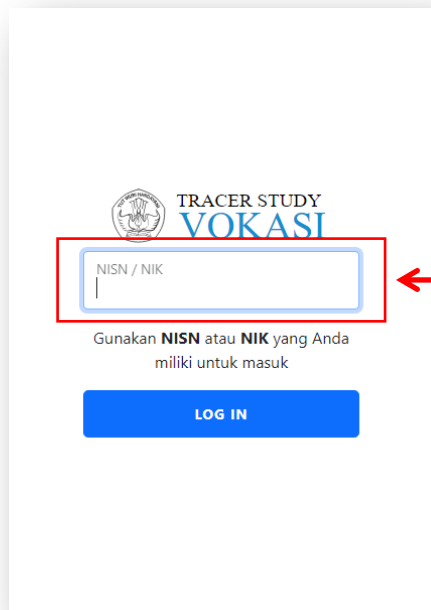 TRACER STUDY
VOKASI
NISN / NIK
Gunakan NISN atau NIK yang Anda
miliki untuk masuk
LOG IN